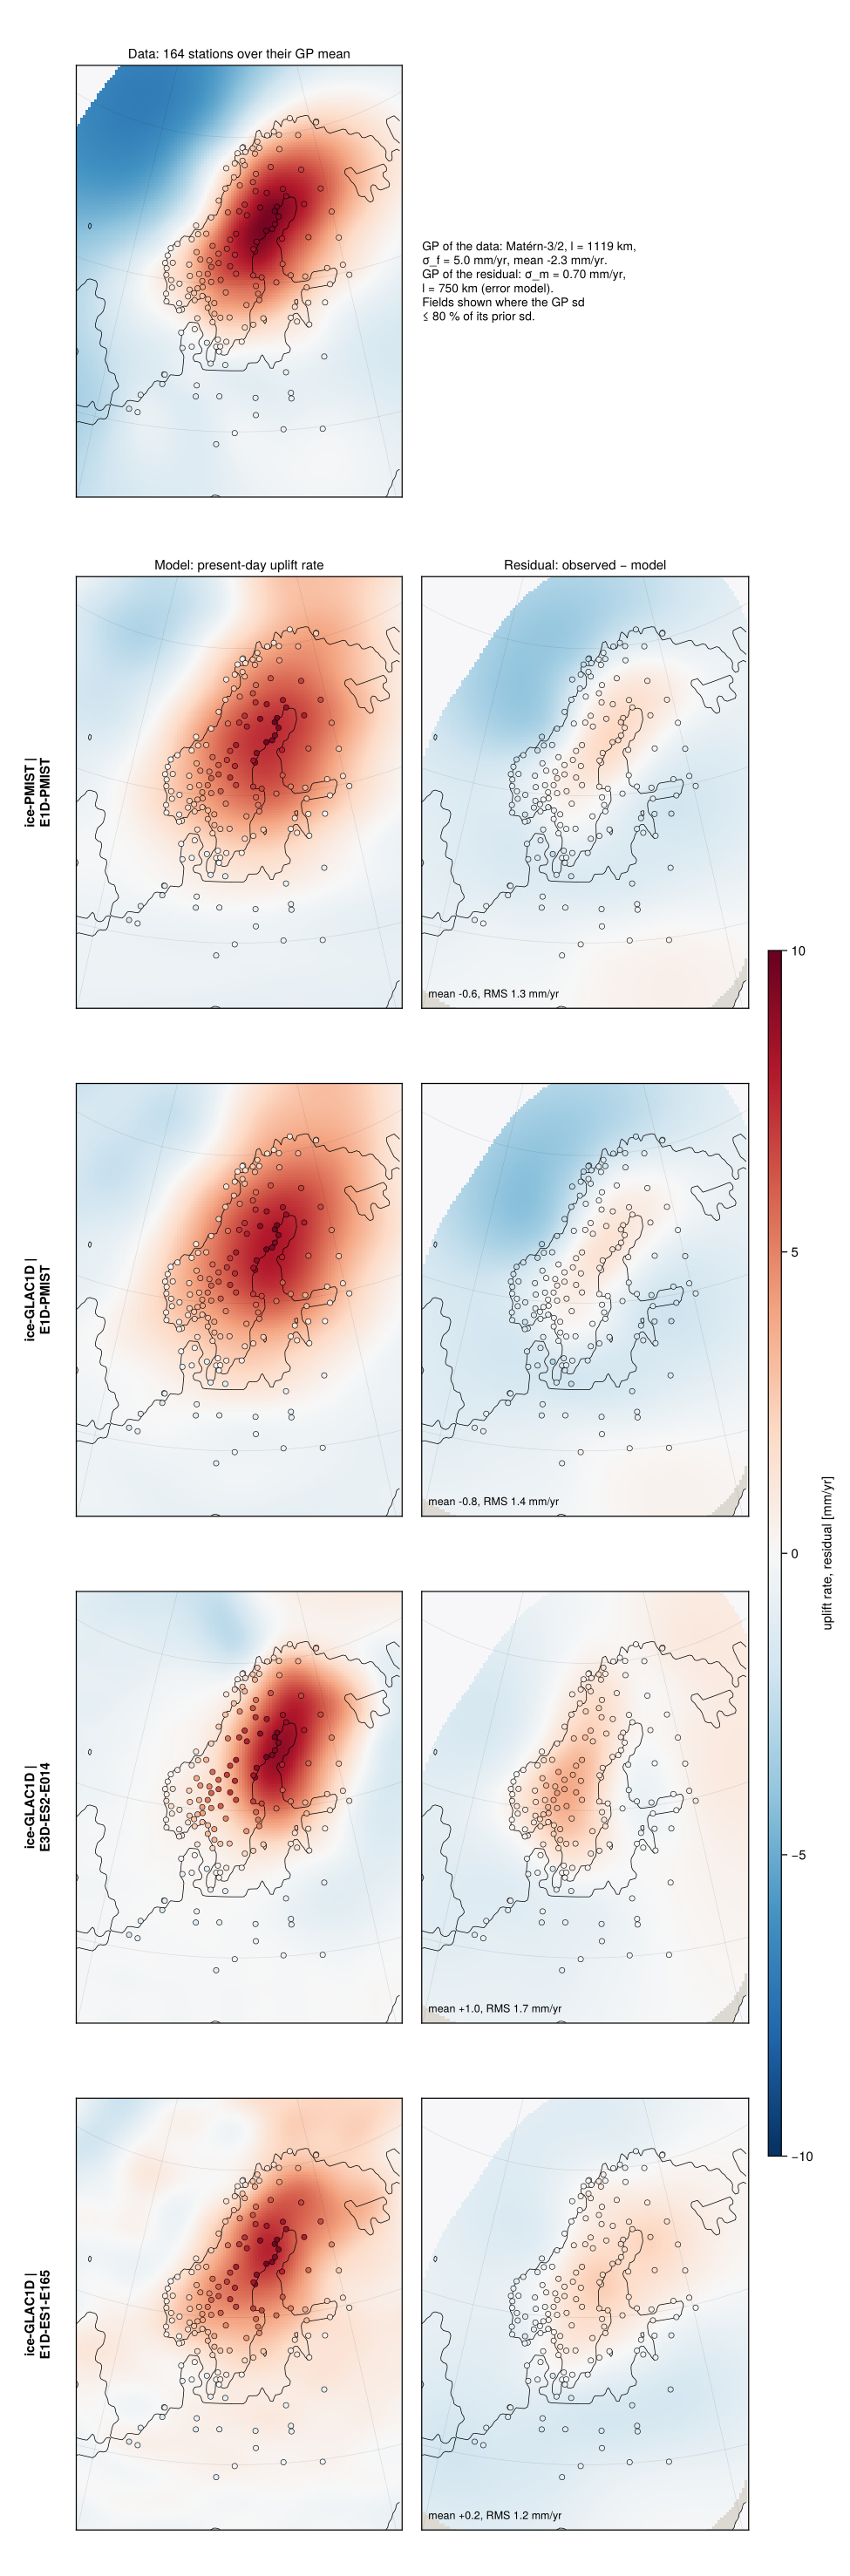 Data: 164 stations over their GP mean
GP of the data: Matérn-3/2, l = 1119 km,
σ_f = 5.0 mm/yr, mean -2.3 mm/yr.
GP of the residual: σ_m = 0.70 mm/yr,
l = 750 km (error model).
Fields shown where the GP sd
≤ 80 % of its prior sd.
Model: present-day uplift rate
Residual: observed − model
ice-PMIST |
E1D-PMIST
mean -0.6, RMS 1.3 mm/yr
ice-GLAC1D |
E1D-PMIST
mean -0.8, RMS 1.4 mm/yr
ice-GLAC1D |
E3D-ES2-E014
mean +1.0, RMS 1.7 mm/yr
ice-GLAC1D |
E1D-ES1-E165
mean +0.2, RMS 1.2 mm/yr
10
5
0
−5
−10
uplift rate, residual [mm/yr]